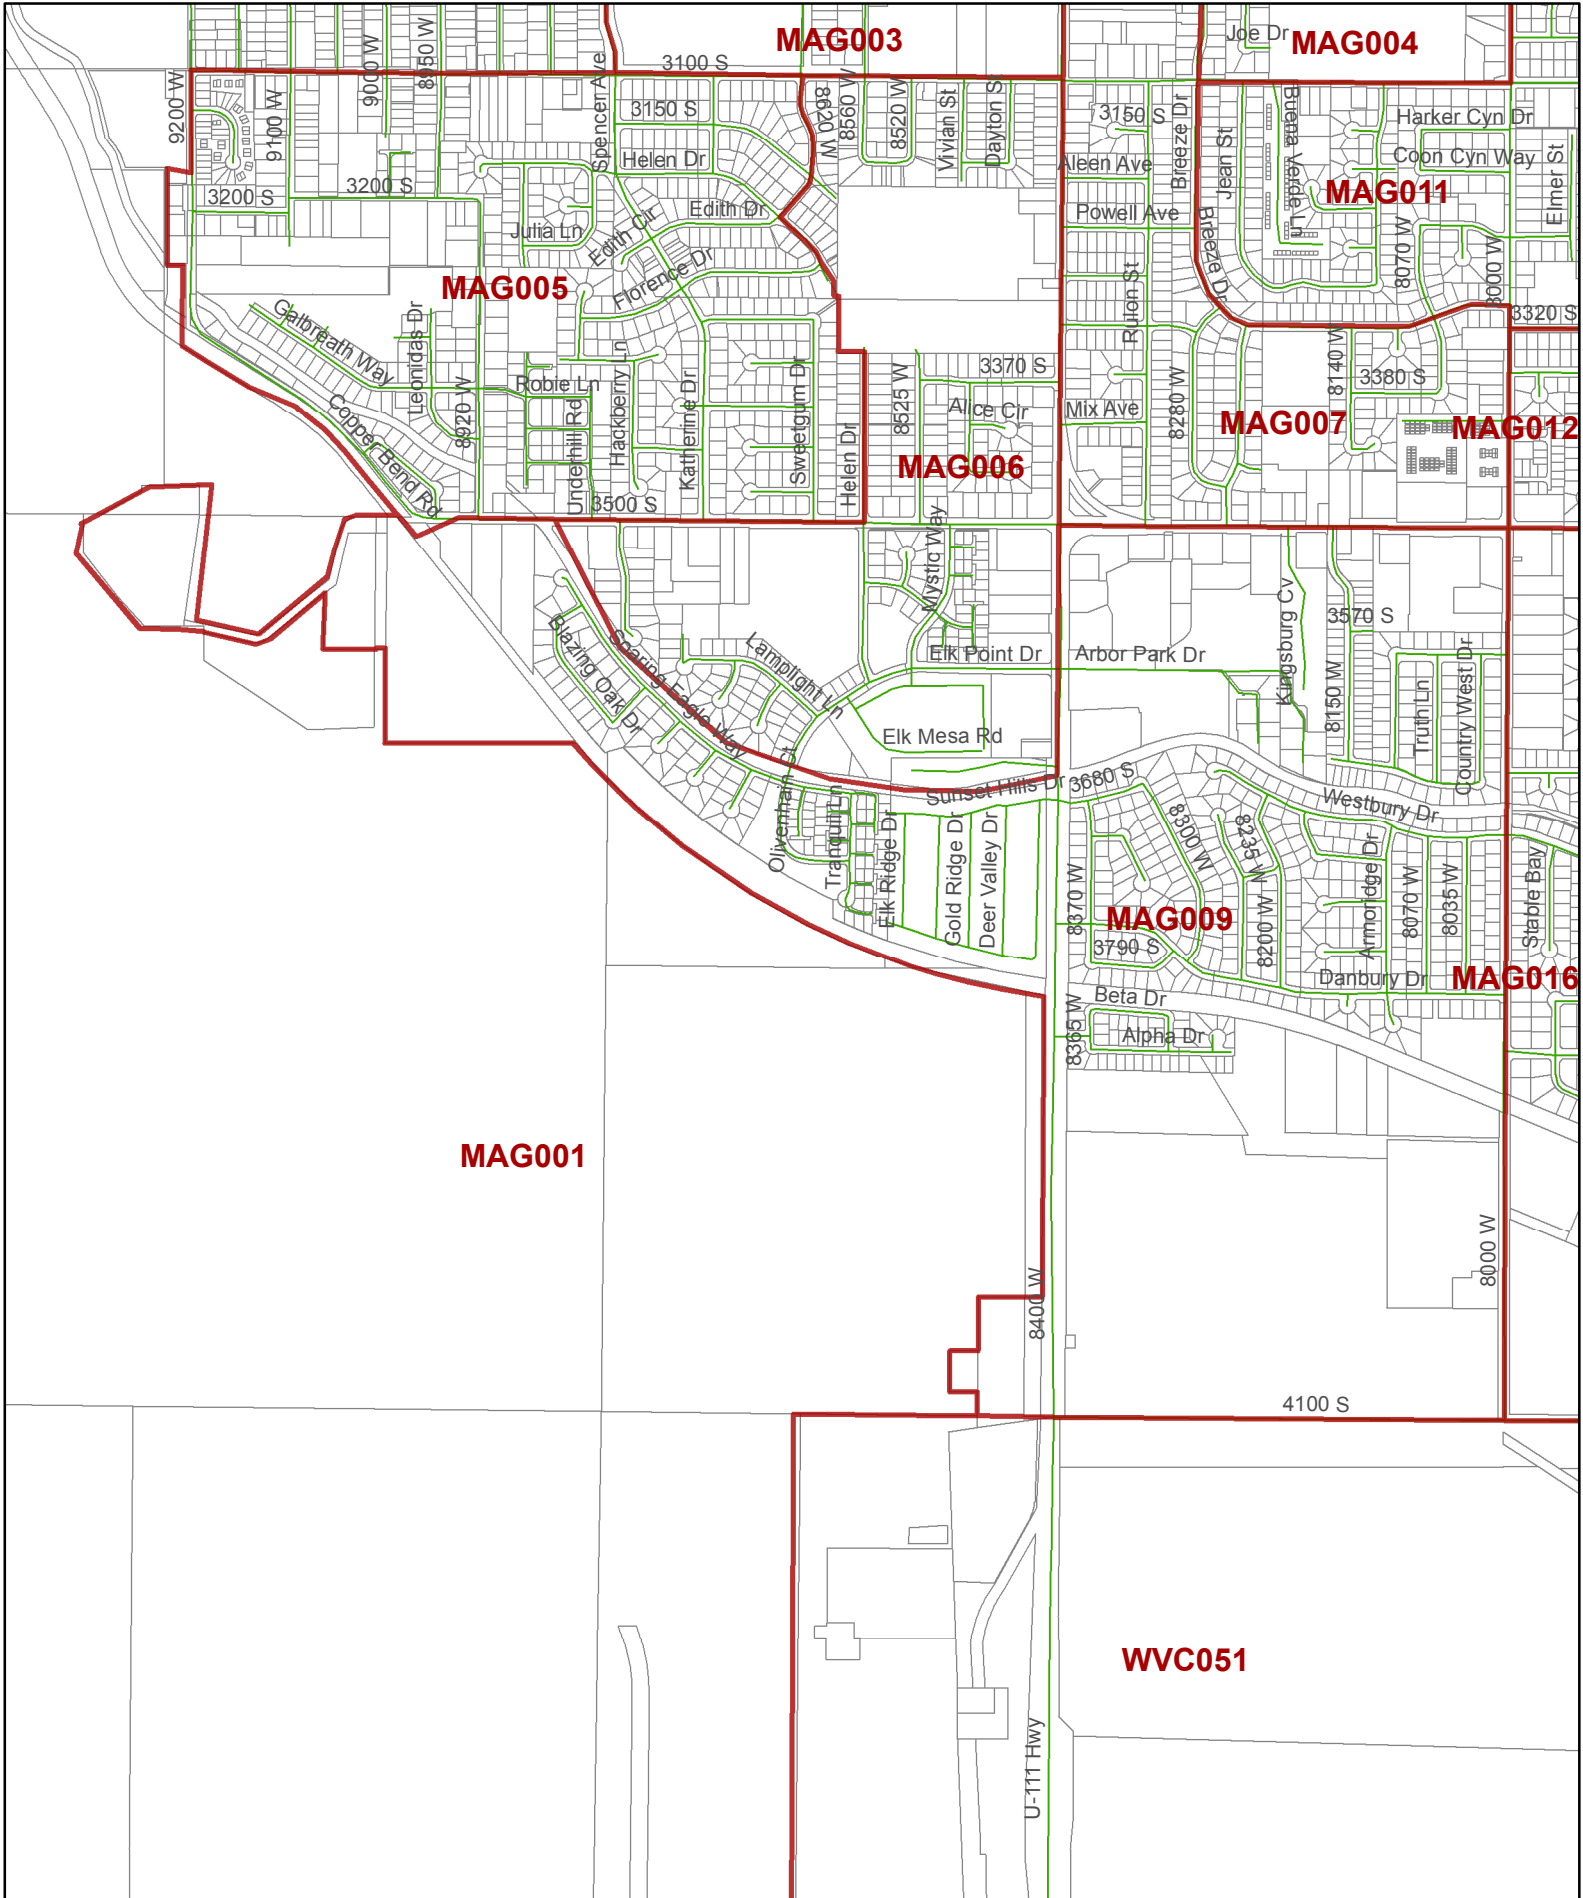 Joe Dr
MAG003
MAG004
3100 S
9200 W
9100 W
9000 W
8950 W
Spencer Ave
3150 S
8620 W
8560 W
8520 W
Vivian St
Dayton St
3150 S
Breeze Dr
Jean St
Buena Verde Ln
Harker Cyn Dr
Coon Cyn Way
Elmer St
Helen Dr
Aleen Ave
3200 S
3200 S
MAG011
Edith Dr
Powell Ave
Julia Ln
Edith Cir
Breeze Dr
8070 W
8000 W
Florence Dr
MAG005
Rulon St
3320 S
Galbreath Way
Leonidas Dr
8140 W
Robie Ln
Hackberry Ln
Katherine Dr
Sweetgum Dr
8525 W
3370 S
3380 S
Copper Bend Rd
8920 W
Underhill Rd
Helen Dr
Alice Cir
Mix Ave
8280 W
MAG007
MAG012
MAG006
3500 S
Mystic Way
Kingsburg Cv
3570 S
Blazing Oak Dr
Soaring Eagle Way
Lamplight Ln
Elk Point Dr
Arbor Park Dr
8150 W
Truth Ln
Country West Dr
Elk Mesa Rd
Sunset Hills Dr
3680 S
Westbury Dr
Olivenhain Ct
Tranquil Ln
Elk Ridge Dr
Gold Ridge Dr
Deer Valley Dr
8370 W
8300 W
8235 W
8200 W
Armoridge Dr
8070 W
8035 W
Stable Bay
MAG009
3790 S
Danbury Dr
MAG016
Beta Dr
8365 W
Alpha Dr
MAG001
8400 W
8000 W
4100 S
WVC051
U-111 Hwy